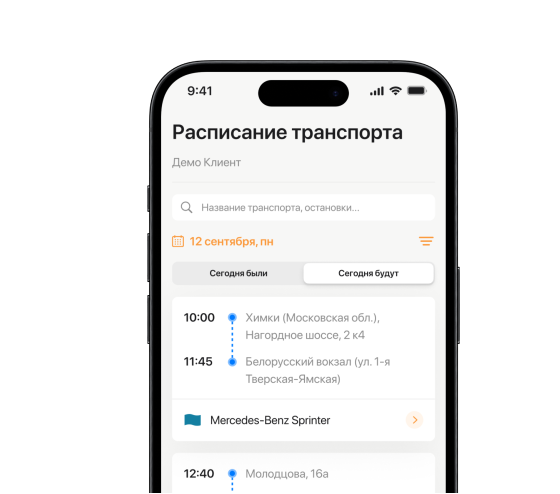 9:41
Расписание транспорта
Демо Клиент
Название транспорта, остановки...
12 сентября, пн
Сегодня были
Сегодня будут
10:00 Химки (Московская обл.),
Нагордное шоссе, 2 к4
11:45 Белорусский вокзал (ул. 1-я
Тверская-Ямская)
Mercedes-Benz Sprinter
12:40 Молодцова, 16а